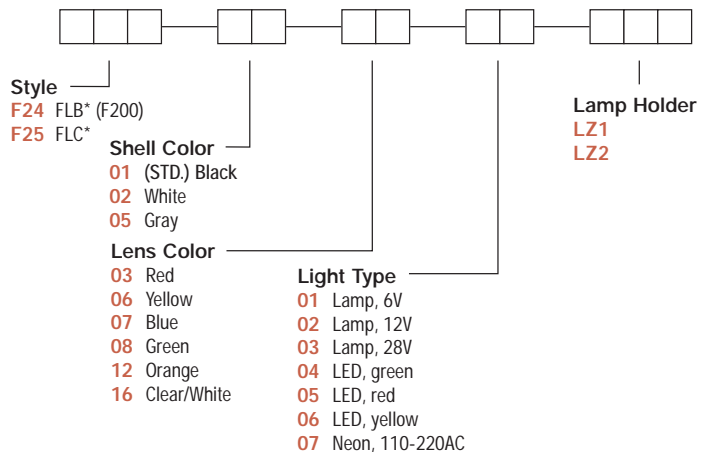 Style
F24 FLB* (F200)
F25 FLC*
Shell Color
01 (STD.) Black
02 White
05 Gray
Lens Color
03 Red
06 Yellow
07 Blue
08 Green
12 Orange
16 Clear/White
Light Type
01 Lamp, 6V
02 Lamp, 12V
03 Lamp, 28V
04 LED, green
05 LED, red
06 LED, yellow
07 Neon, 110-220AC
Lamp Holder
LZ1
LZ2